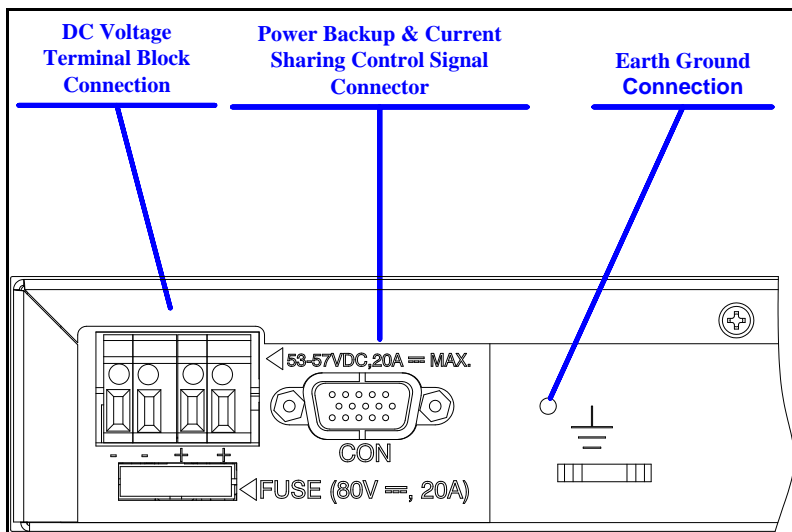 DC Voltage
Terminal Block
Connection
Power Backup & Current
Sharing Control Signal
Connector
Earth Ground
Connection
53-57VDC,20A ⎓ MAX.
CON
- - + +
FUSE (80V ⎓, 20A)